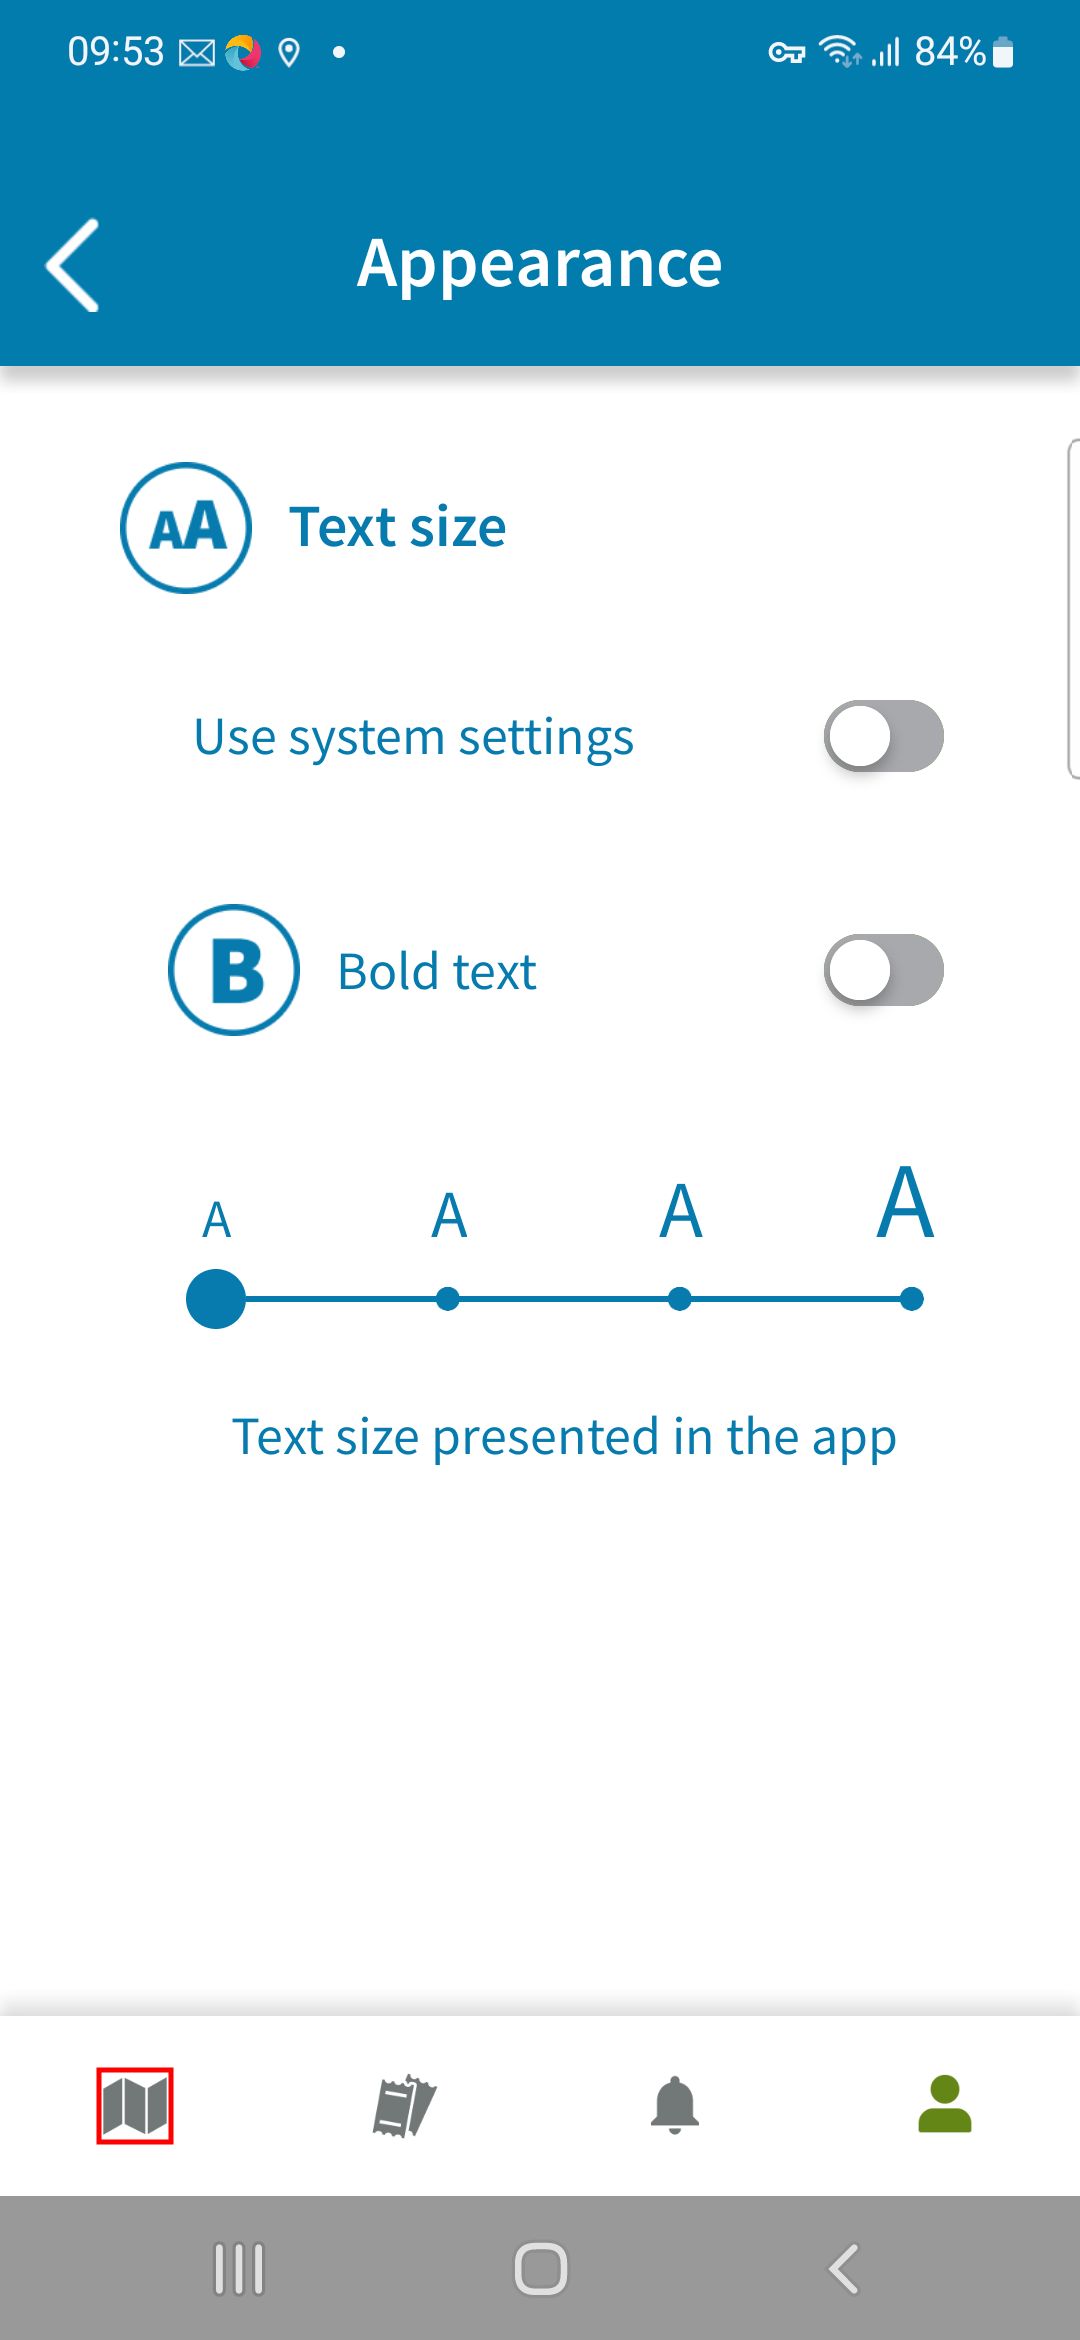 09:53 84%
Appearance
AA Text size
Use system settings
B Bold text
A A A A
Text size presented in the app